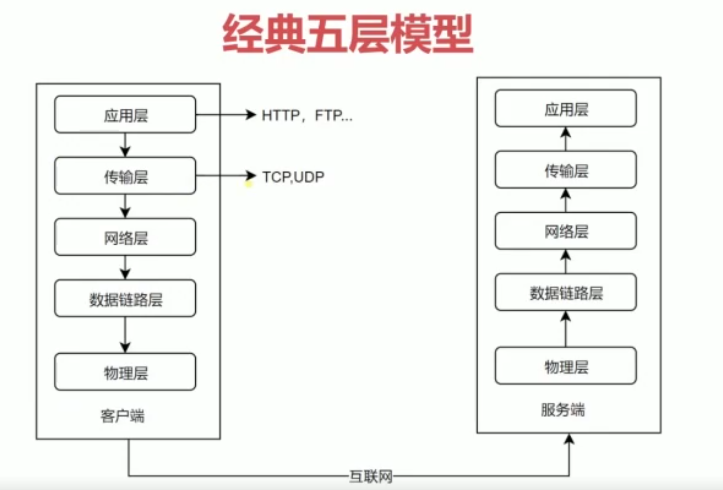 经典五层模型
应用层
HTTP，FTP...
传输层
TCP,UDP
网络层
数据链路层
物理层
客户端
应用层
传输层
网络层
数据链路层
物理层
服务端
互联网